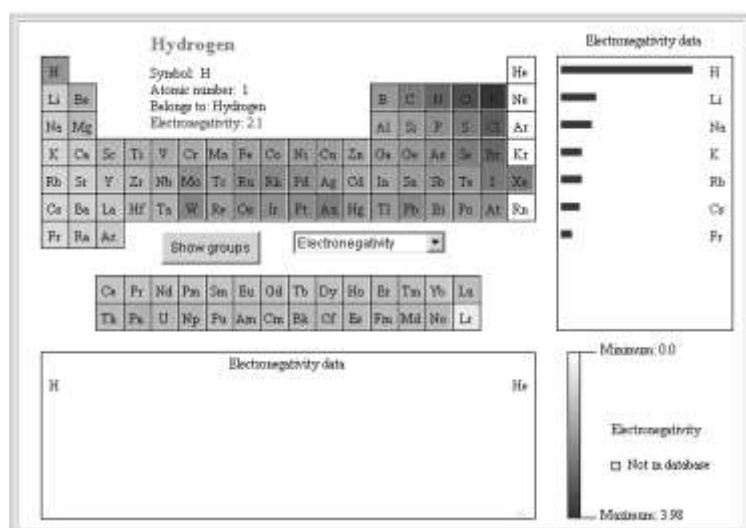 Hydrogen
Symbol: H
Atomic number: 1
Belongs to: Hydrogen
Electronegativity: 2.1
H He
Li Be B C N O Ne
Na Mg Al Si P S Cl Ar
K Ca Sc Ti V Cr Mn Fe Co Ni Cu Zn Ga Ge As Se Br Kr
Rb Sr Y Zr Nb Mo Tc Ru Rh Pd Ag Cd In Sn Sb Te I Xe
Cs Ba La Hf Ta W Re Os Ir Pt Au Hg Tl Pb Bi Po At Rn
Fr Ra Ac
Show groups
Electronegativity
Ce Pr Nd Pm Sm Eu Gd Tb Dy Ho Er Tm Yb Lu
Th Pa U Np Pu Am Cm Bk Cf Es Fm Md No Lr
Electronegativity data
H
Li
Na
K
Rb
Cs
Fr
Electronegativity data
H He
Minimum: 0.0
Electronegativity
Not in database
Maximum: 3.98